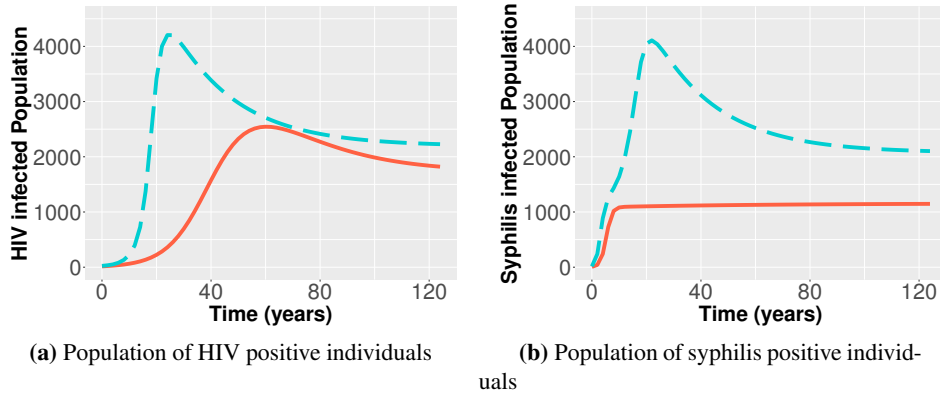 HIV infected Population
4000
3000
2000
1000
0
0 40 80 120
Time (years)
(a) Population of HIV positive individuals
Syphilis infected Population
4000
3000
2000
1000
0
0 40 80 120
Time (years)
(b) Population of syphilis positive individ-
uals